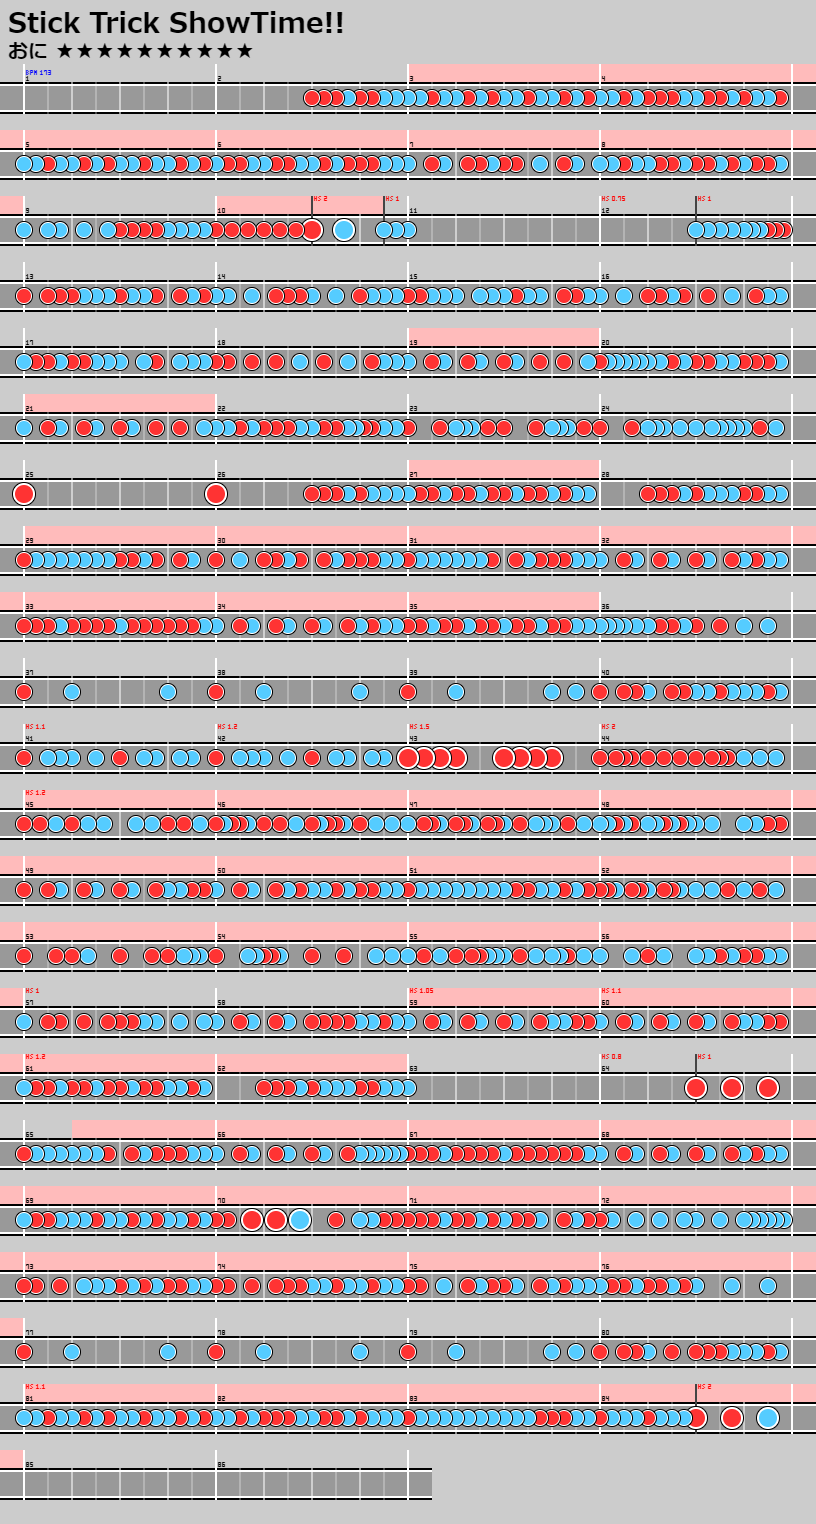 Stick Trick ShowTime!!
おに ★★★★★★★★★★
BPM 173
1 2 3 4
5 6 7 8
HS 2 HS 1 HS 0.75 HS 1
9 10 11 12
13 14 15 16
17 18 19 20
21 22 23 24
25 26 27 28
29 30 31 32
33 34 35 36
37 38 39 40
HS 1.1 HS 1.2 HS 1.5 HS 2
41 42 43 44
HS 1.2
45 46 47 48
49 50 51 52
53 54 55 56
HS 1 HS 1.05 HS 1.1
57 58 59 60
HS 1.2 HS 0.8 HS 1
61 62 63 64
65 66 67 68
69 70 71 72
73 74 75 76
77 78 79 80
HS 1.1 HS 2
81 82 83 84
85 86